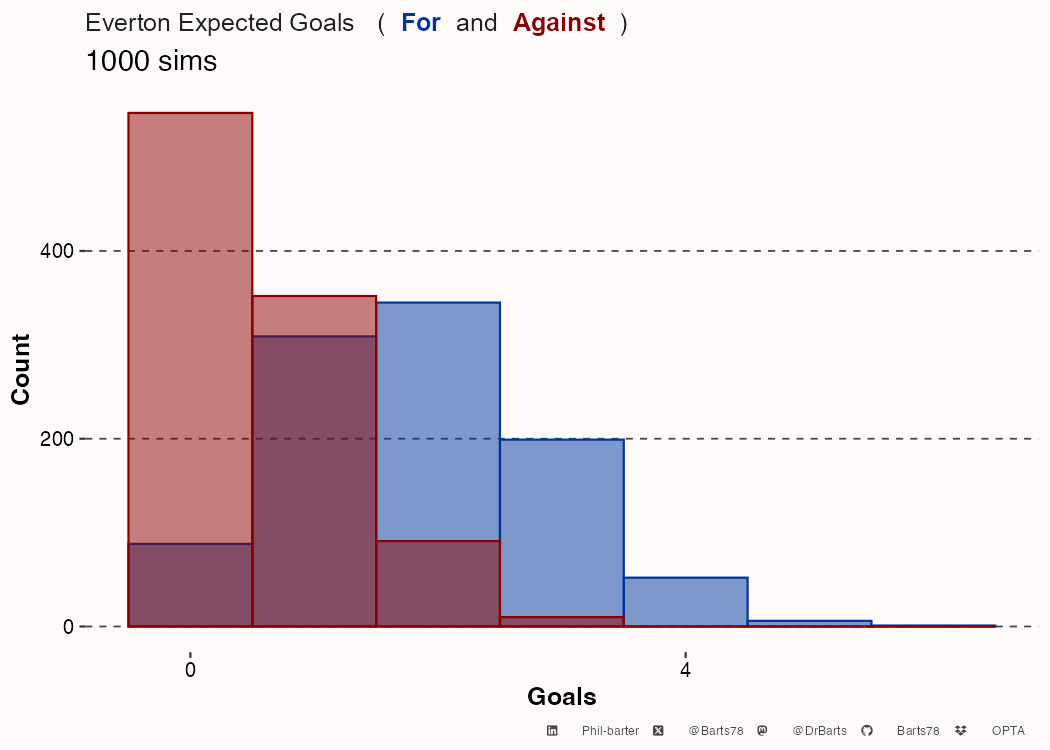 Everton Expected Goals ( For and Against )
1000 sims
400
200
0
Count
0 4
Goals
Phil-barter @Barts78 @DrBarts Barts78 OPTA